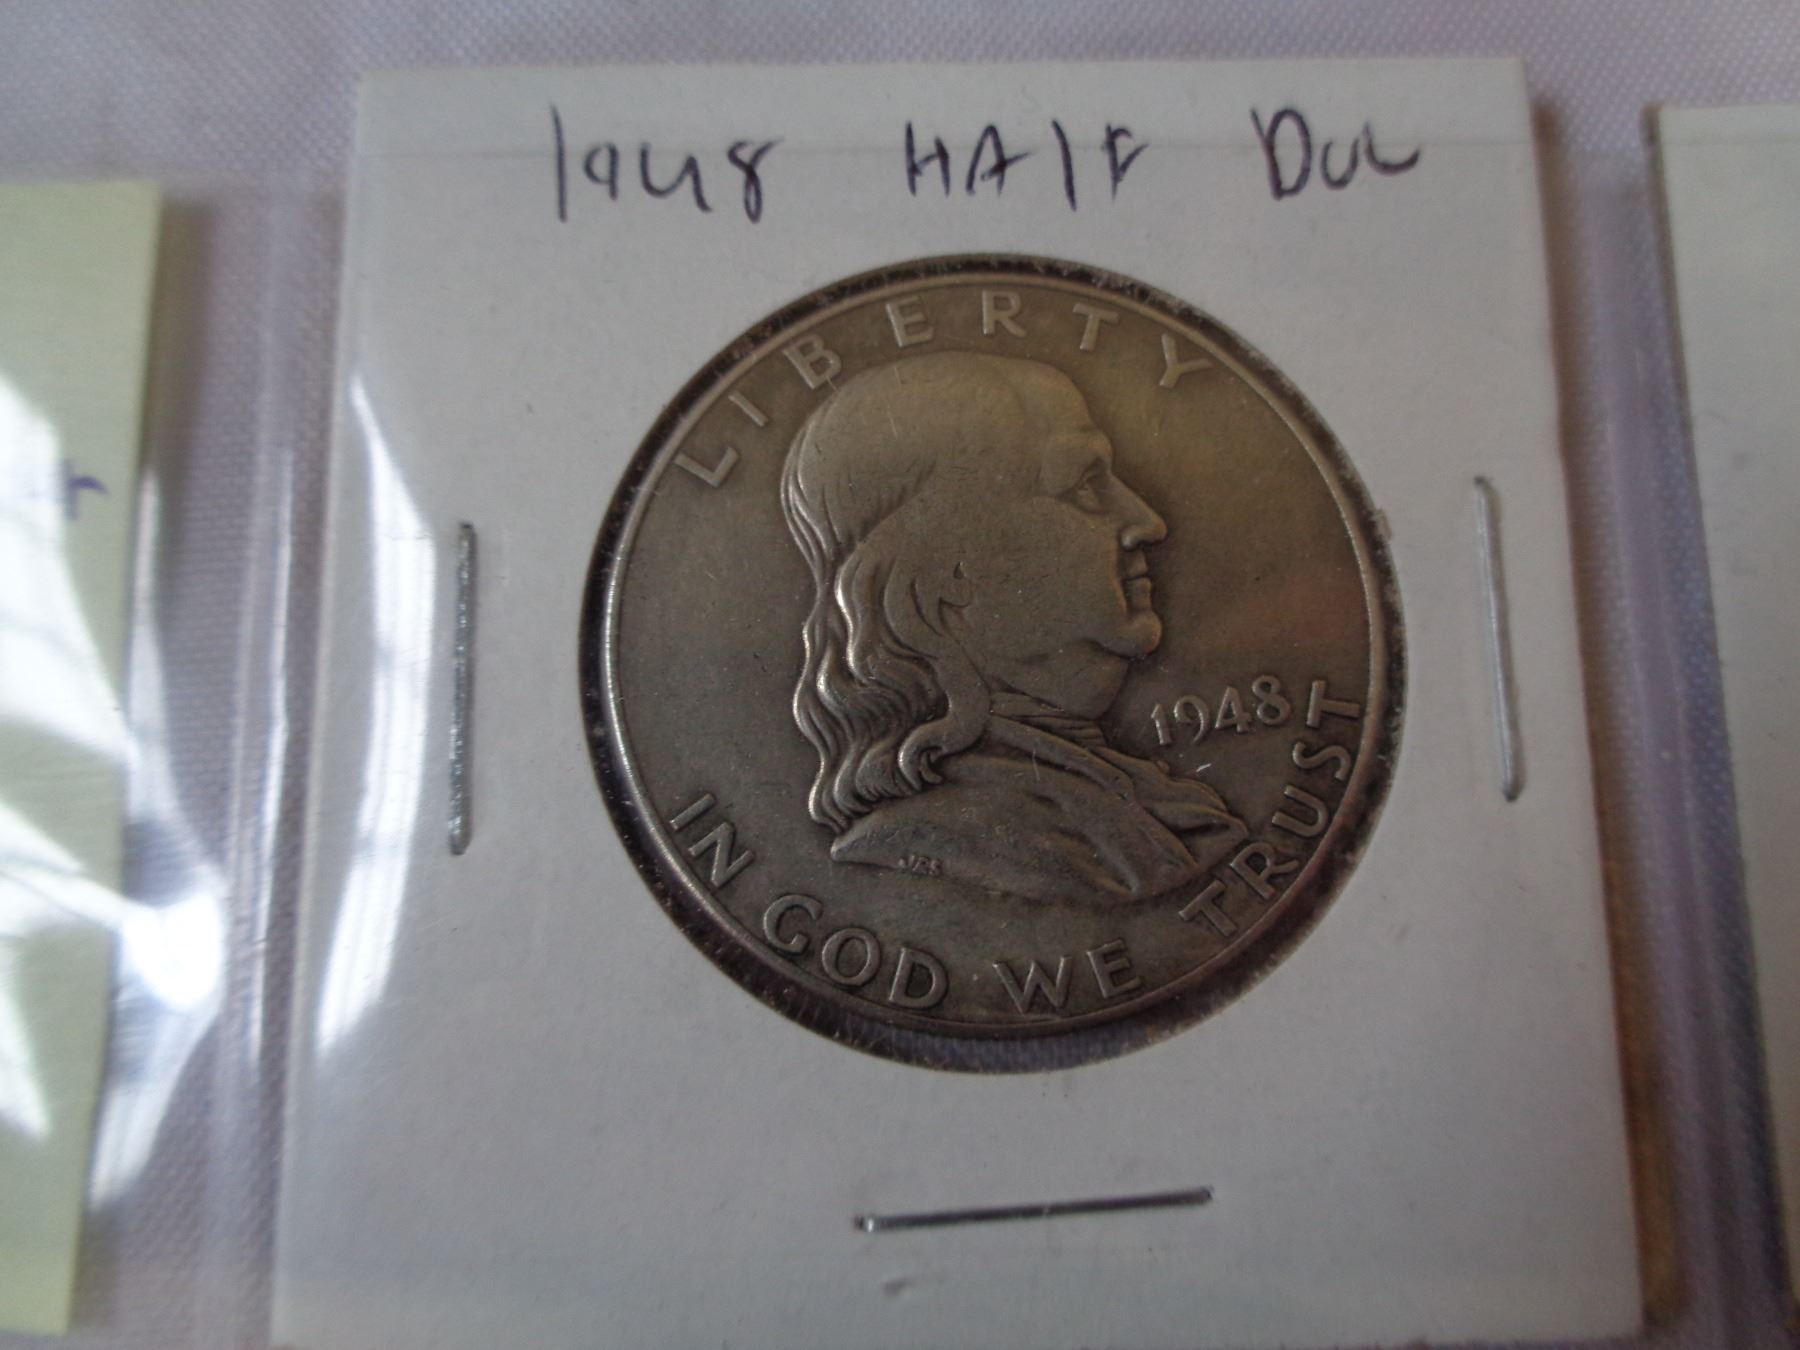 1948 HALF DOL
LIBERTY
1948
JRS
IN GOD WE TRUST